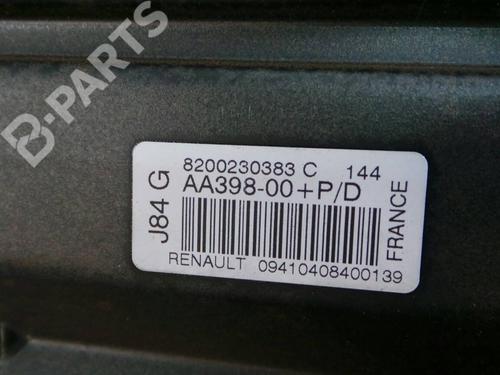 B-PARTS
8200230383 C 144
AA398-00+P/D
J84 G
FRANCE
RENAULT 09410408400139